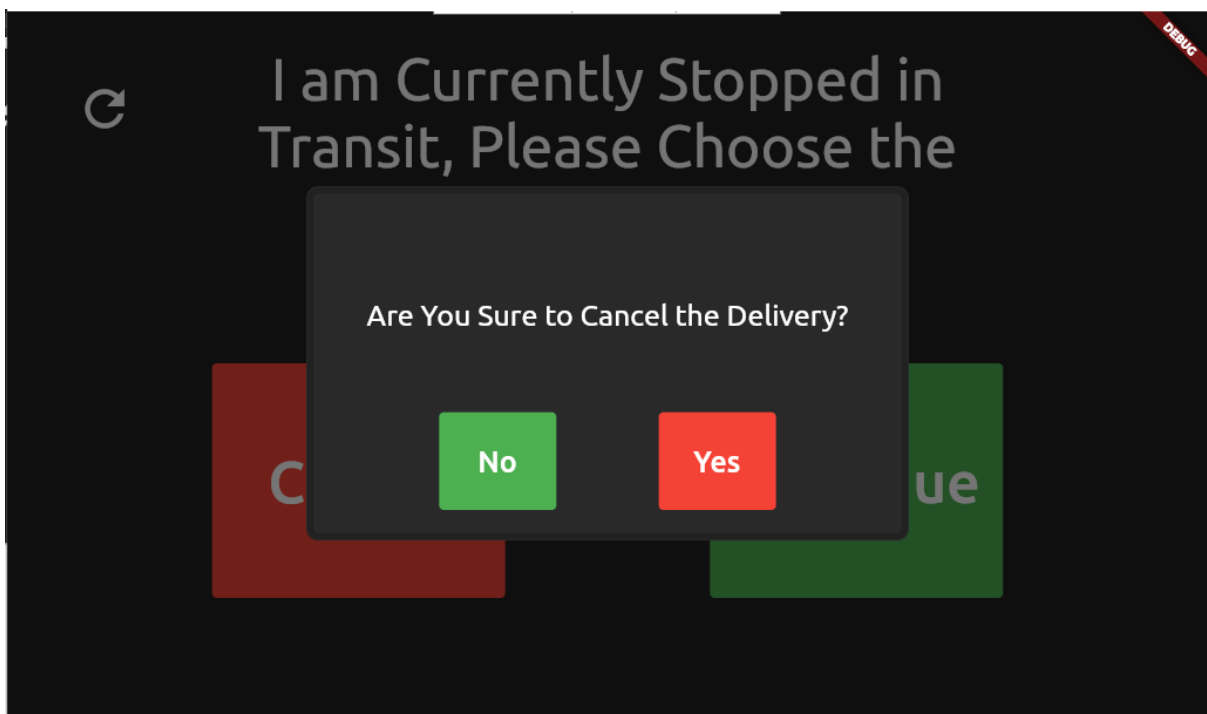 DEBUG
I am Currently Stopped in
Transit, Please Choose the
Are You Sure to Cancel the Delivery?
No
Yes